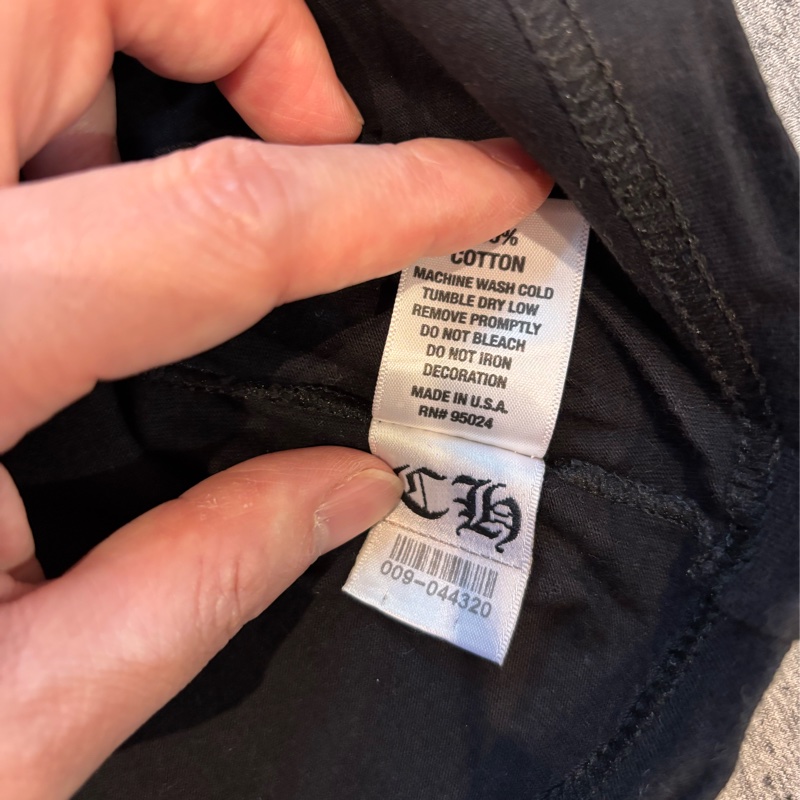 %
COTTON
MACHINE WASH COLD
TUMBLE DRY LOW
REMOVE PROMPTLY
DO NOT BLEACH
DO NOT IRON
DECORATION
MADE IN U.S.A.
RN# 95024
CH
009-044320